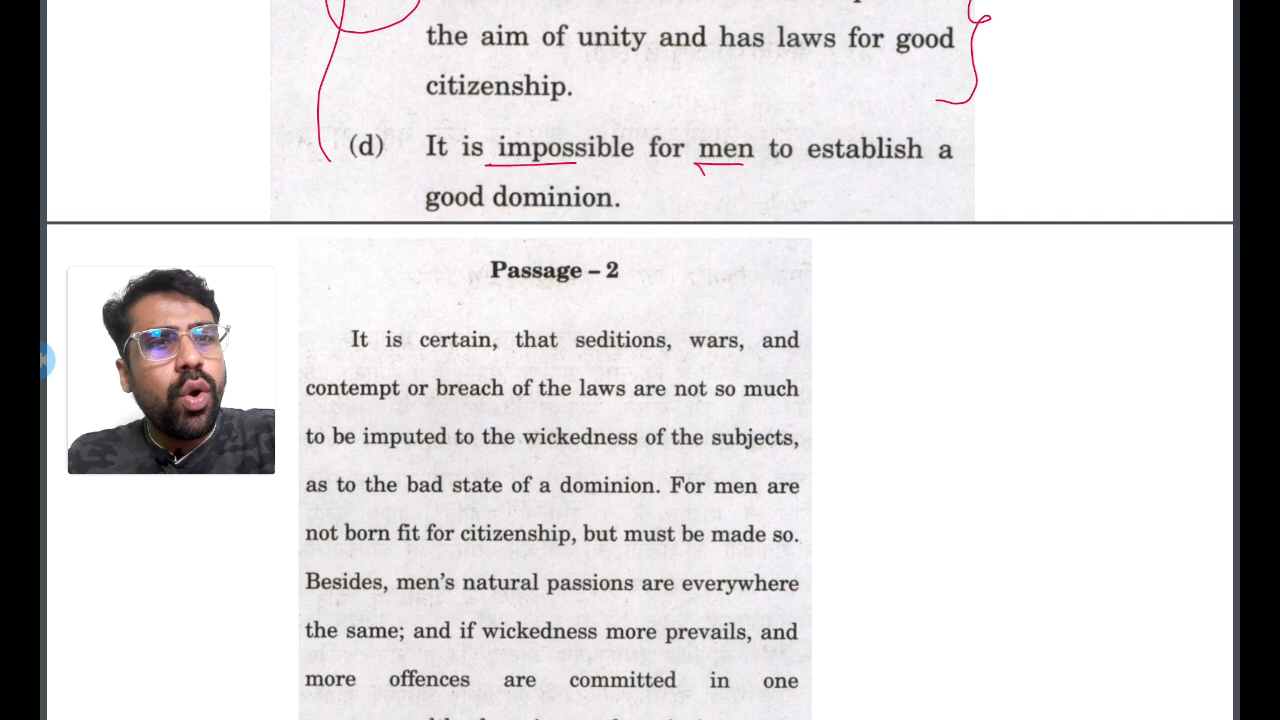 the aim of unity and has laws for good
citizenship.
(d) It is impossible for men to establish a
good dominion.
Passage – 2
It is certain, that seditions, wars, and
contempt or breach of the laws are not so much
to be imputed to the wickedness of the subjects,
as to the bad state of a dominion. For men are
not born fit for citizenship, but must be made so.
Besides, men's natural passions are everywhere
the same; and if wickedness more prevails, and
more offences are committed in one